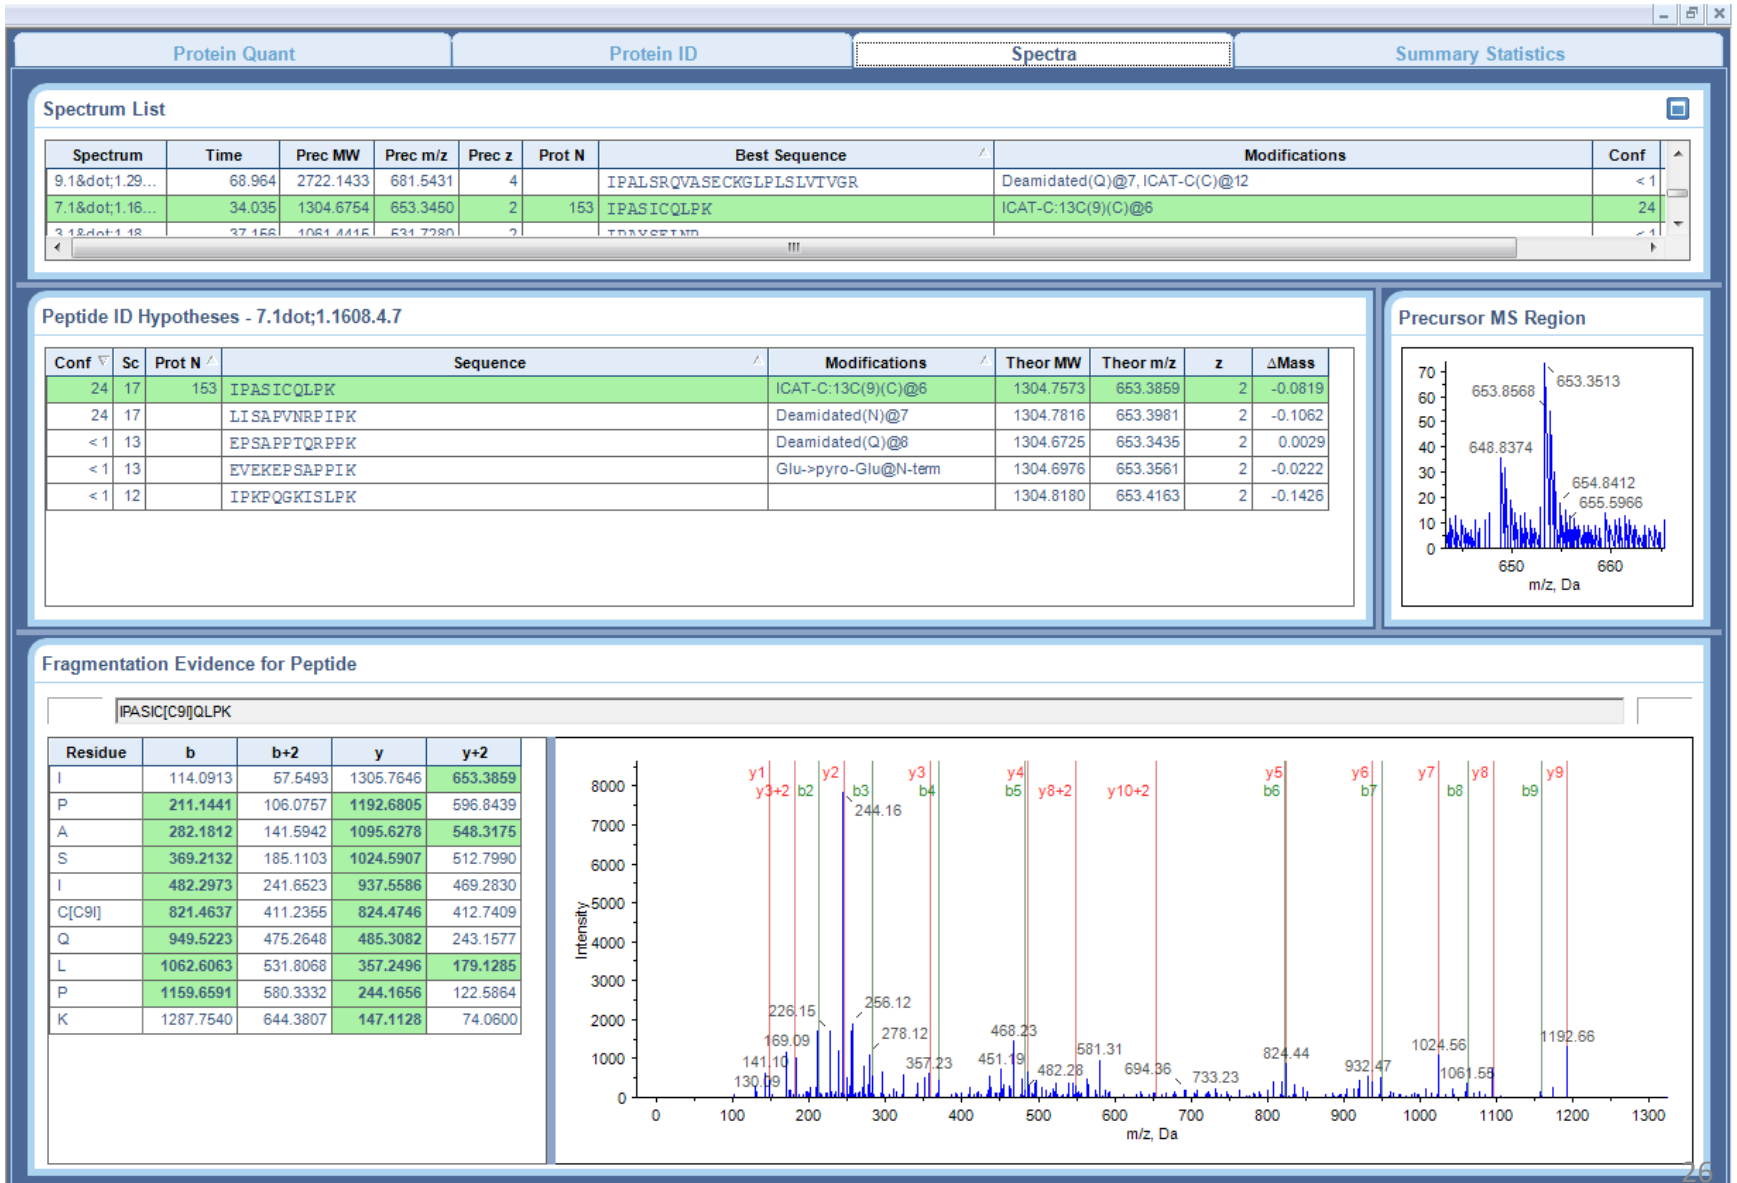 Protein Quant Protein ID Spectra Summary Statistics
Spectrum List
Spectrum Time Prec MW Prec m/z Prec z Prot N Best Sequence Modifications Conf
9.1&dot;1.29... 68.964 2722.1433 681.5431 4 IPALSRQVASECKGLPLSLVTVGR Deamidated(Q)@7, ICAT-C(C)@12 < 1
7.1&dot;1.16... 34.035 1304.6754 653.3450 2 153 IPASICQLPK ICAT-C:13C(9)(C)@6 24
3.1&dot;1.18... 37.156 1061.4415 531.7280 2 < 1
Peptide ID Hypotheses - 7.1dot;1.1608.4.7
Conf Sc Prot N Sequence Modifications Theor MW Theor m/z z ΔMass
24 17 153 IPASICQLPK ICAT-C:13C(9)(C)@6 1304.7573 653.3859 2 -0.0819
24 17 LISAPVNRPIPK Deamidated(N)@7 1304.7816 653.3981 2 -0.1062
< 1 13 EPSAPPTQRPPK Deamidated(Q)@8 1304.6725 653.3435 2 0.0029
< 1 13 EVEKEPSAPPIK Glu->pyro-Glu@N-term 1304.6976 653.3561 2 -0.0222
< 1 12 IPKPQGKISLPK 1304.8180 653.4163 2 -0.1426
Precursor MS Region
70
60
50
40
30
20
10
0
653.8568
653.3513
648.8374
654.8412
655.5966
650 660
m/z, Da
Fragmentation Evidence for Peptide
IPASIC[C9I]QLPK
Residue b b+2 y y+2
I 114.0913 57.5493 1305.7646 653.3859
P 211.1441 106.0757 1192.6805 596.8439
A 282.1812 141.5942 1095.6278 548.3175
S 369.2132 185.1103 1024.5907 512.7990
I 482.2973 241.6523 937.5586 469.2830
C[C9I] 821.4637 411.2355 824.4746 412.7409
Q 949.5223 475.2648 485.3082 243.1577
L 1062.6063 531.8068 357.2496 179.1285
P 1159.6591 580.3332 244.1656 122.5864
K 1287.7540 644.3807 147.1128 74.0600
y1 y2 y3 y4 y5 y6 y7 y8 y9
y3+2 b2 b3 b4 b5 y8+2 y10+2 b6 b7 b8 b9
8000
7000
6000
5000
4000
3000
2000
1000
0
Intensity
244.16
226.15
256.12
169.09
278.12
141.10
130.09
357.23
468.23
451.19
482.28
581.31
694.36
733.23
824.44
932.47
1024.56
1061.55
1192.66
0 100 200 300 400 500 600 700 800 900 1000 1100 1200 1300
m/z, Da
26